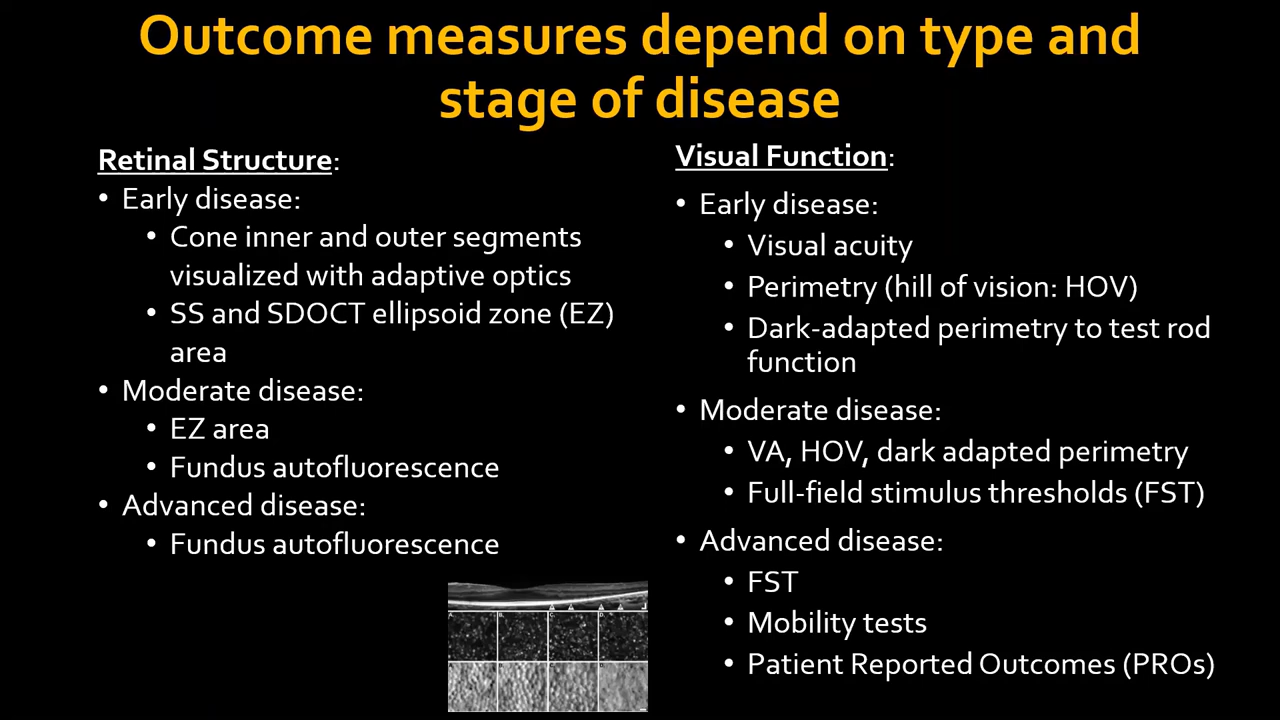 Outcome measures depend on type and
stage of disease
Retinal Structure:
• Early disease:
• Cone inner and outer segments
visualized with adaptive optics
• SS and SDOCT ellipsoid zone (EZ)
area
• Moderate disease:
• EZ area
• Fundus autofluorescence
• Advanced disease:
• Fundus autofluorescence
Visual Function:
• Early disease:
• Visual acuity
• Perimetry (hill of vision: HOV)
• Dark-adapted perimetry to test rod
function
• Moderate disease:
• VA, HOV, dark adapted perimetry
• Full-field stimulus thresholds (FST)
• Advanced disease:
• FST
• Mobility tests
• Patient Reported Outcomes (PROs)